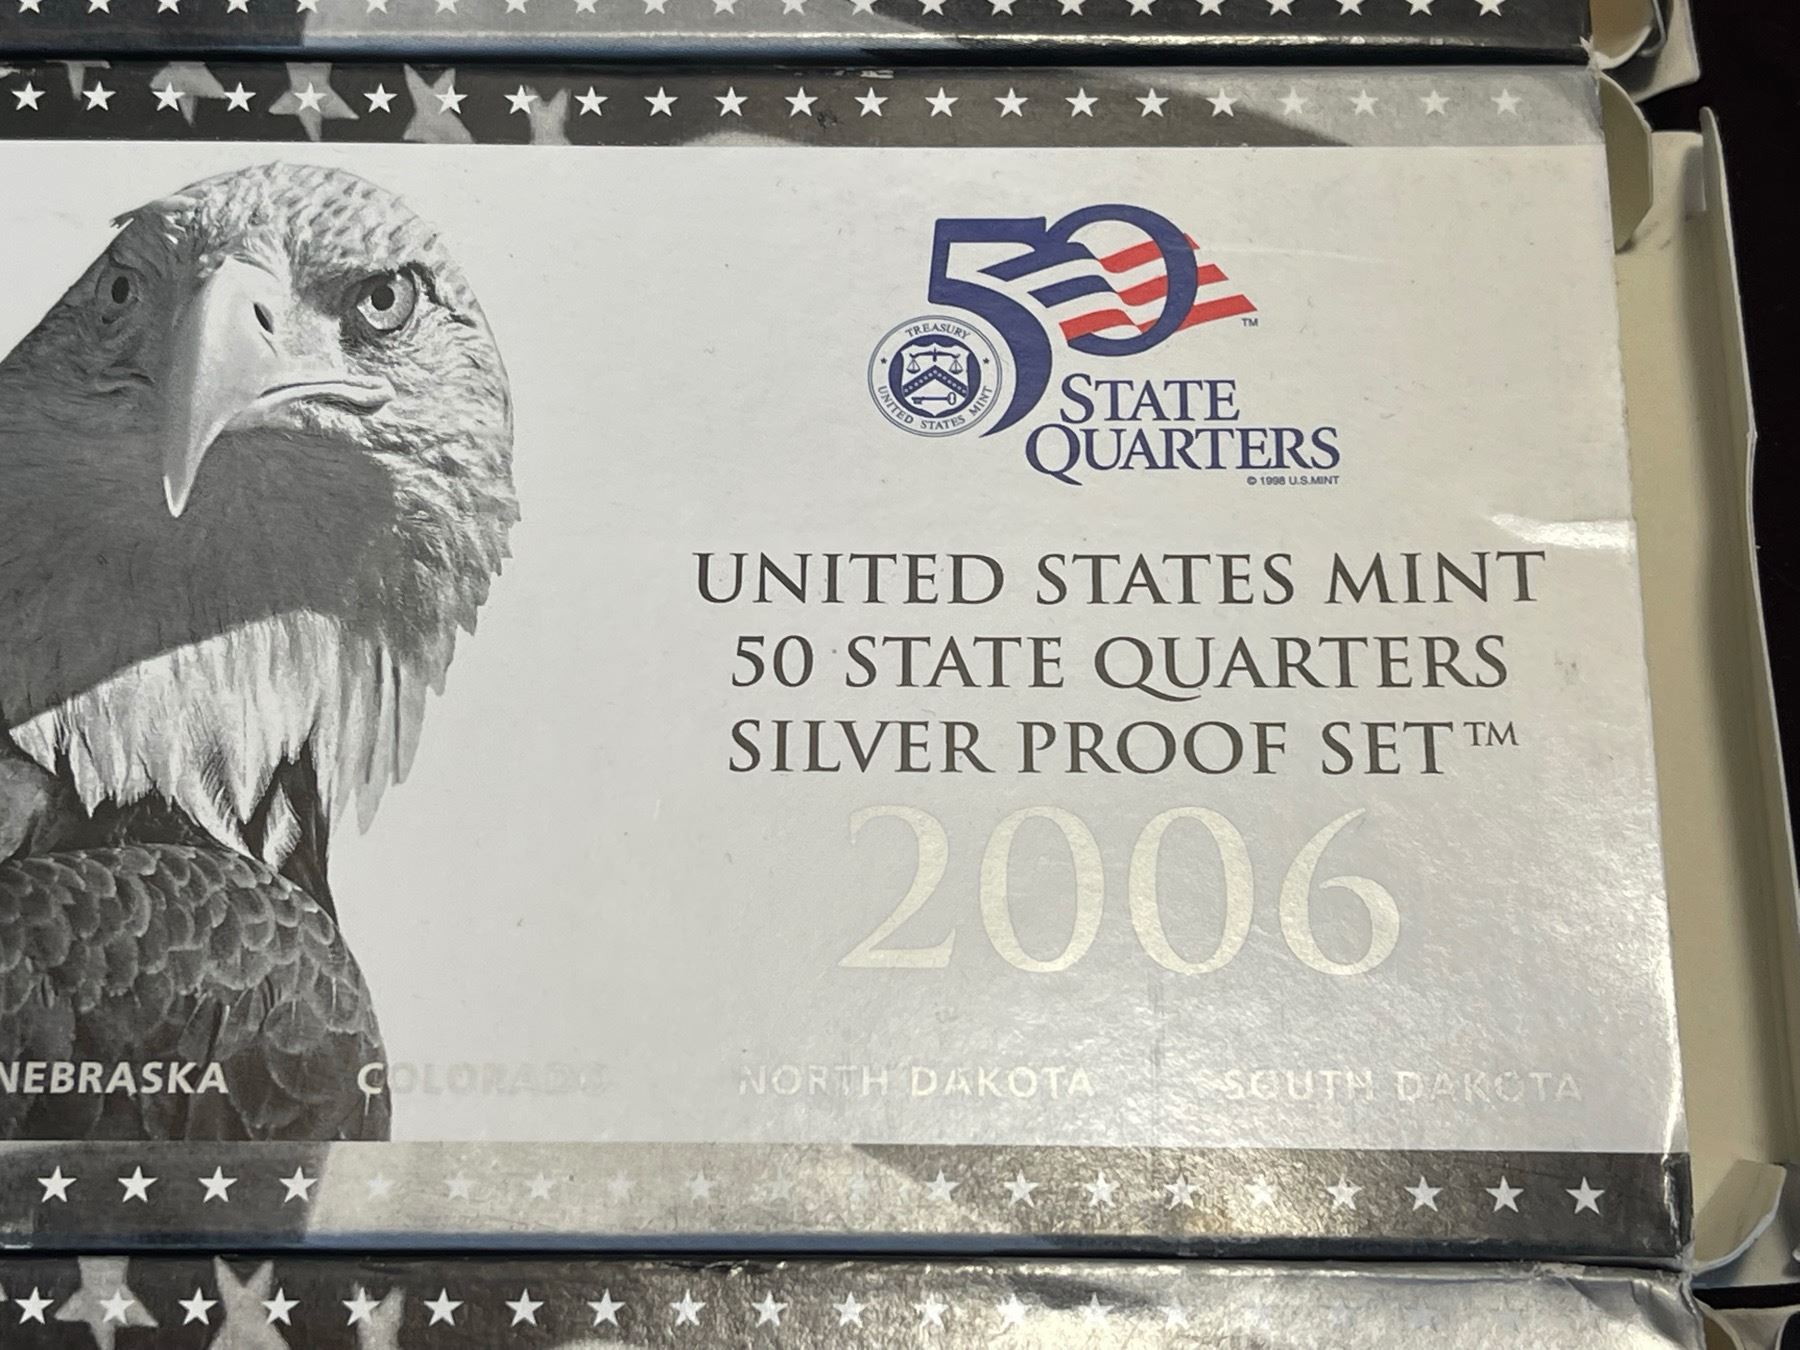 50
TM
TREASURY
UNITED STATES MINT
STATE
QUARTERS
© 1998 U.S.MINT
UNITED STATES MINT
50 STATE QUARTERS
SILVER PROOF SET™
2006
NEBRASKA COLORADO NORTH DAKOTA SOUTH DAKOTA